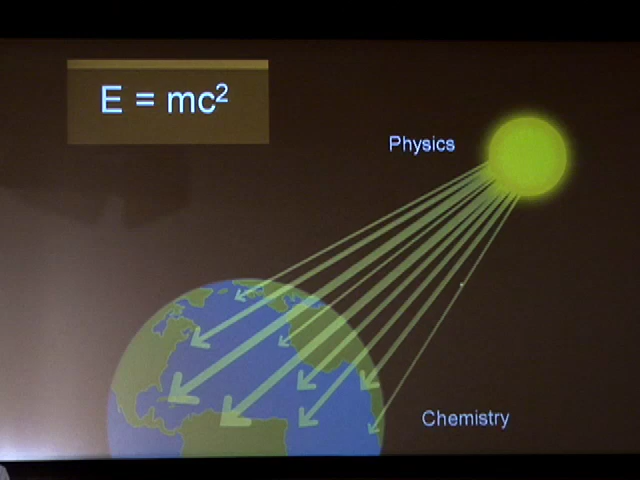 E = mc²
Physics
Chemistry